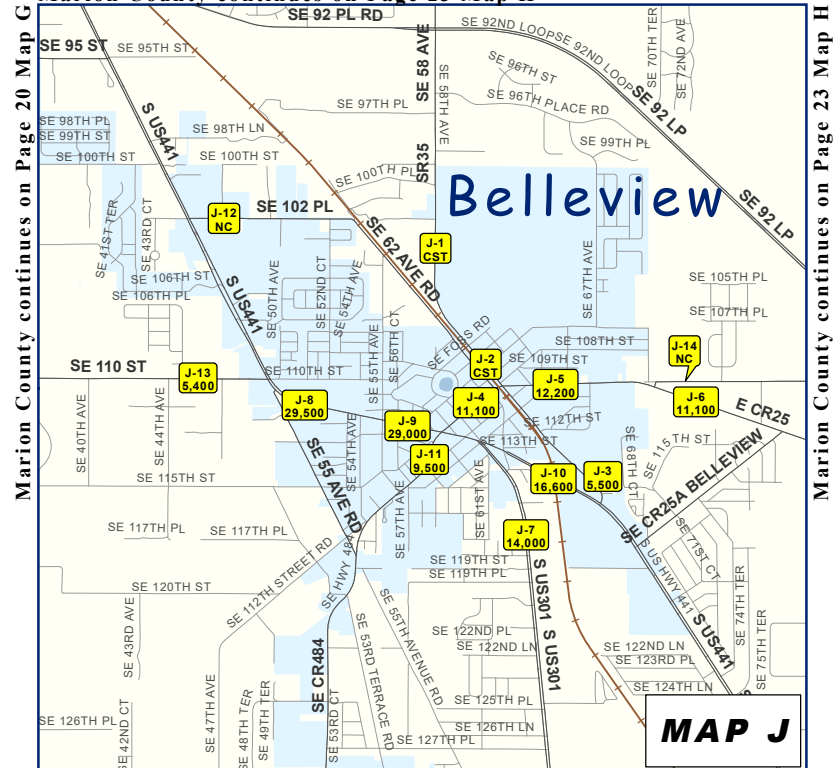 Marion County continues on Page 23 Map H
Marion County continues on Page 20 Map G
Marion County continues on Page 23 Map H
SE 92 PL RD
SE 92ND LOOP
SE 92ND LOOP
SE 70TH TER
SE 72ND AVE
SE 95 ST
SE 95TH ST
SE 58 AVE
SE 58TH AVE
SE 96TH ST
SE 96TH PLACE RD
SE 92 LP
SE 97TH PL
S US441
SE 98TH PL
SE 99TH ST
SE 98TH LN
SE 99TH PL
SE 100TH ST
SE 100TH ST
SE 100TH PL
SR35
Belleview
SE 92 LP
SE 41ST TER
SE 43RD CT
J-12
NC
SE 102 PL
SE 62 AVE RD
J-1
CST
SE 67TH AVE
SE 106TH ST
SE 106TH PL
S US441
SE 50TH AVE
SE 52ND CT
SE 54TH AVE
SE 105TH PL
SE 107TH PL
SE 55TH AVE
SE 56TH CT
SE FOSS RD
SE 108TH ST
SE 109TH ST
J-2
CST
J-14
NC
SE 110 ST
J-13
5,400
SE 110TH ST
J-5
12,200
J-8
29,500
J-4
11,100
J-6
11,100
E CR25
SE 40TH AVE
SE 44TH AVE
J-9
29,000
SE 112TH ST
SE 113TH ST
SE 54TH AVE
J-11
9,500
SE 55 AVE RD
SE 68TH CT
SE 115TH ST
SE CR25A BELLEVIEW
SE 115TH ST
J-10
16,600
J-3
5,500
SE 57TH AVE
SE 61ST AVE
SE 117TH PL
SE 117TH PL
J-7
14,000
SE HWY 484
SE 112TH STREET RD
SE 119TH ST
SE 119TH PL
S US301
S US HWY 441
SE 71ST CT
SE 74TH TER
SE 75TH TER
SE 120TH ST
SE 43RD AVE
SE 55TH AVENUE RD
SE 53RD TERRACE RD
SE 122ND PL
SE 122ND LN
S US301
S US441
SE 122ND LN
SE 123RD PL
SE 124TH LN
SE CR484
SE 47TH AVE
SE 48TH TER
SE 49TH TER
SE 53RD CT
SE 125TH PL
SE 126TH PL
SE 42ND CT
SE 126TH LN
SE 127TH PL
MAP J